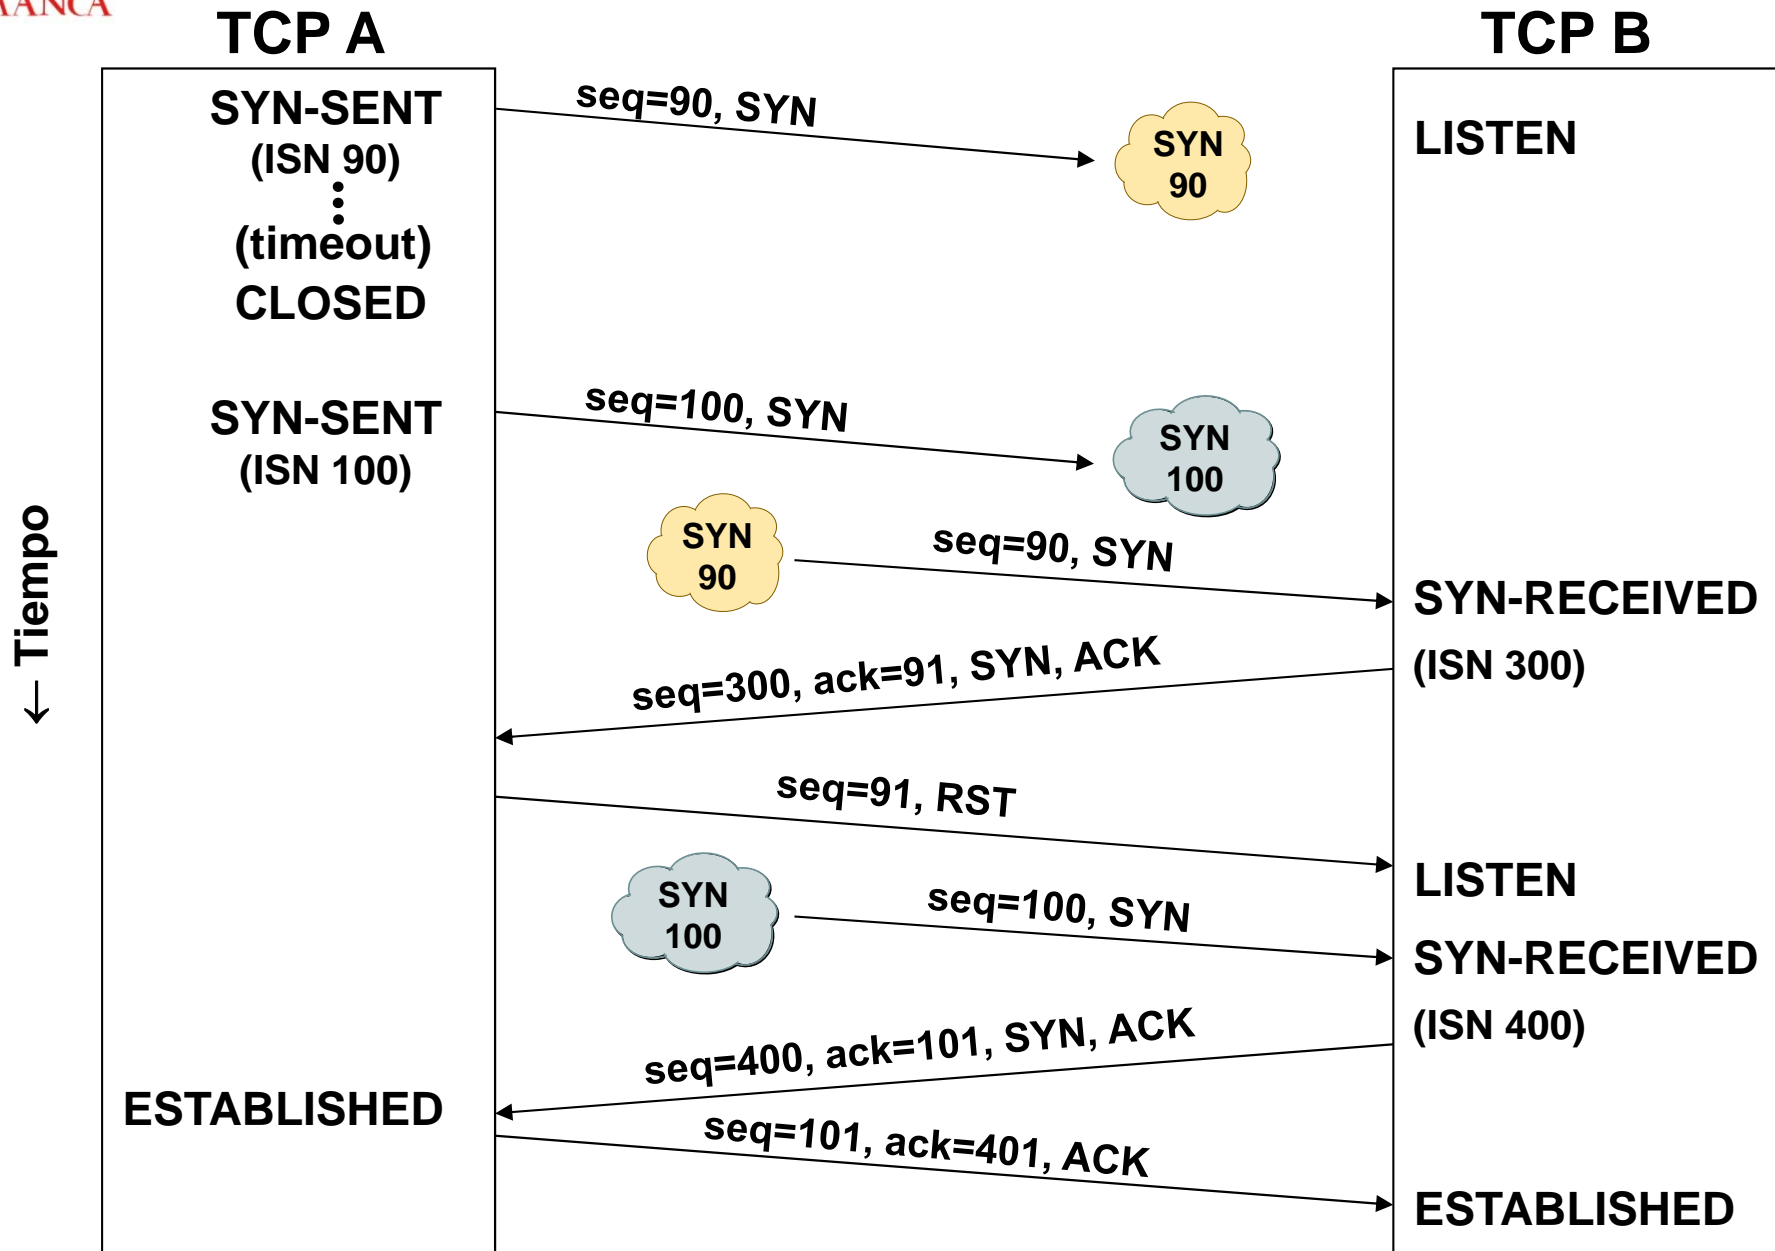 TCP A
TCP B
SYN-SENT
(ISN 90)
(timeout)
CLOSED
seq=90, SYN
SYN
90
LISTEN
SYN-SENT
(ISN 100)
seq=100, SYN
SYN
100
← Tiempo
SYN
90
seq=90, SYN
SYN-RECEIVED
(ISN 300)
seq=300, ack=91, SYN, ACK
seq=91, RST
LISTEN
SYN
100
seq=100, SYN
SYN-RECEIVED
(ISN 400)
seq=400, ack=101, SYN, ACK
ESTABLISHED
seq=101, ack=401, ACK
ESTABLISHED